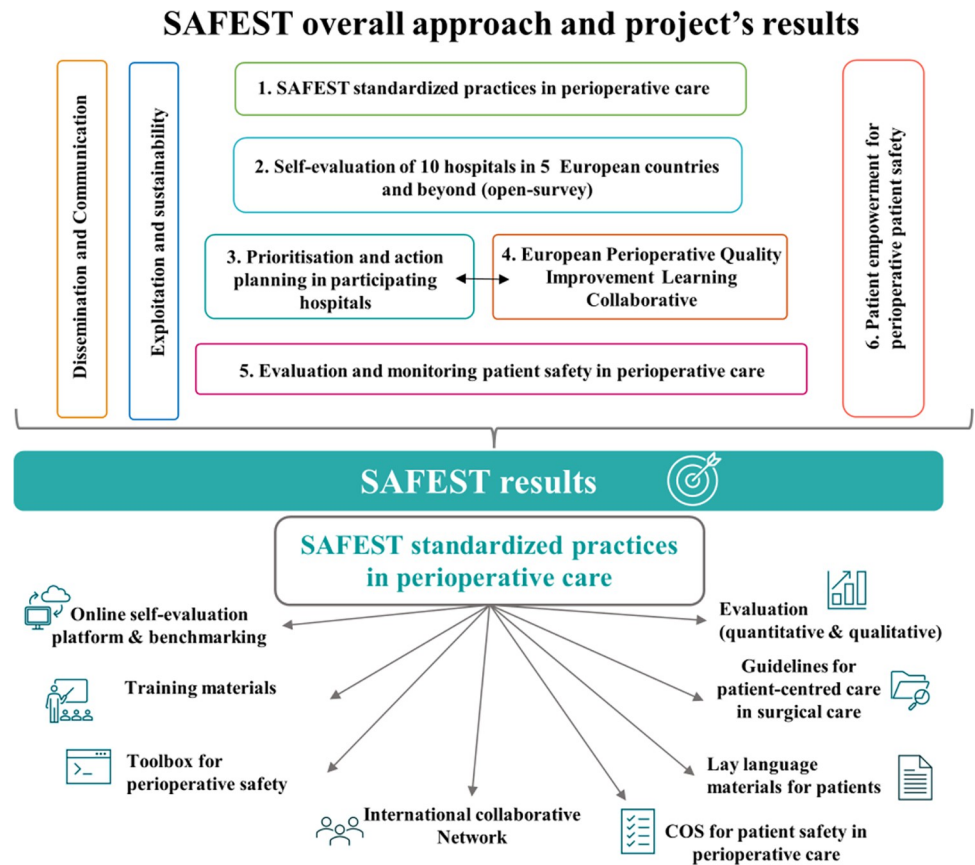 SAFEST overall approach and project's results
Dissemination and Communication
Exploitation and sustainability
1. SAFEST standardized practices in perioperative care
2. Self-evaluation of 10 hospitals in 5 European countries
and beyond (open-survey)
3. Prioritisation and action
planning in participating
hospitals
4. European Perioperative Quality
Improvement Learning
Collaborative
5. Evaluation and monitoring patient safety in perioperative care
6. Patient empowerment for
perioperative patient safety
SAFEST results
SAFEST standardized practices
in perioperative care
Online self-evaluation
platform & benchmarking
Training materials
Toolbox for
perioperative safety
International collaborative
Network
COS for patient safety in
perioperative care
Lay language
materials for patients
Guidelines for
patient-centred care
in surgical care
Evaluation
(quantitative & qualitative)